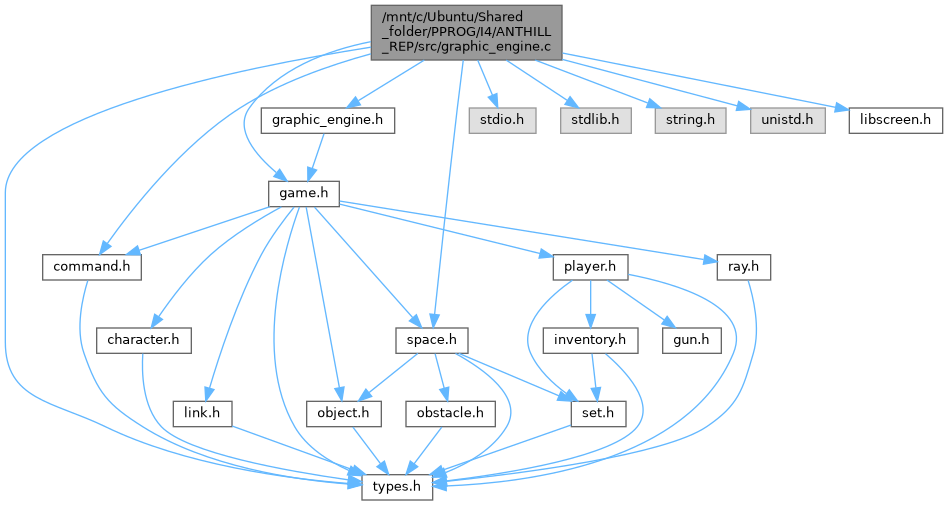 /mnt/c/Ubuntu/Shared
_folder/PPROG/I4/ANTHILL
_REP/src/graphic_engine.c
graphic_engine.h
stdio.h
stdlib.h
string.h
unistd.h
libscreen.h
game.h
command.h
player.h
ray.h
character.h
space.h
inventory.h
gun.h
link.h
object.h
obstacle.h
set.h
types.h